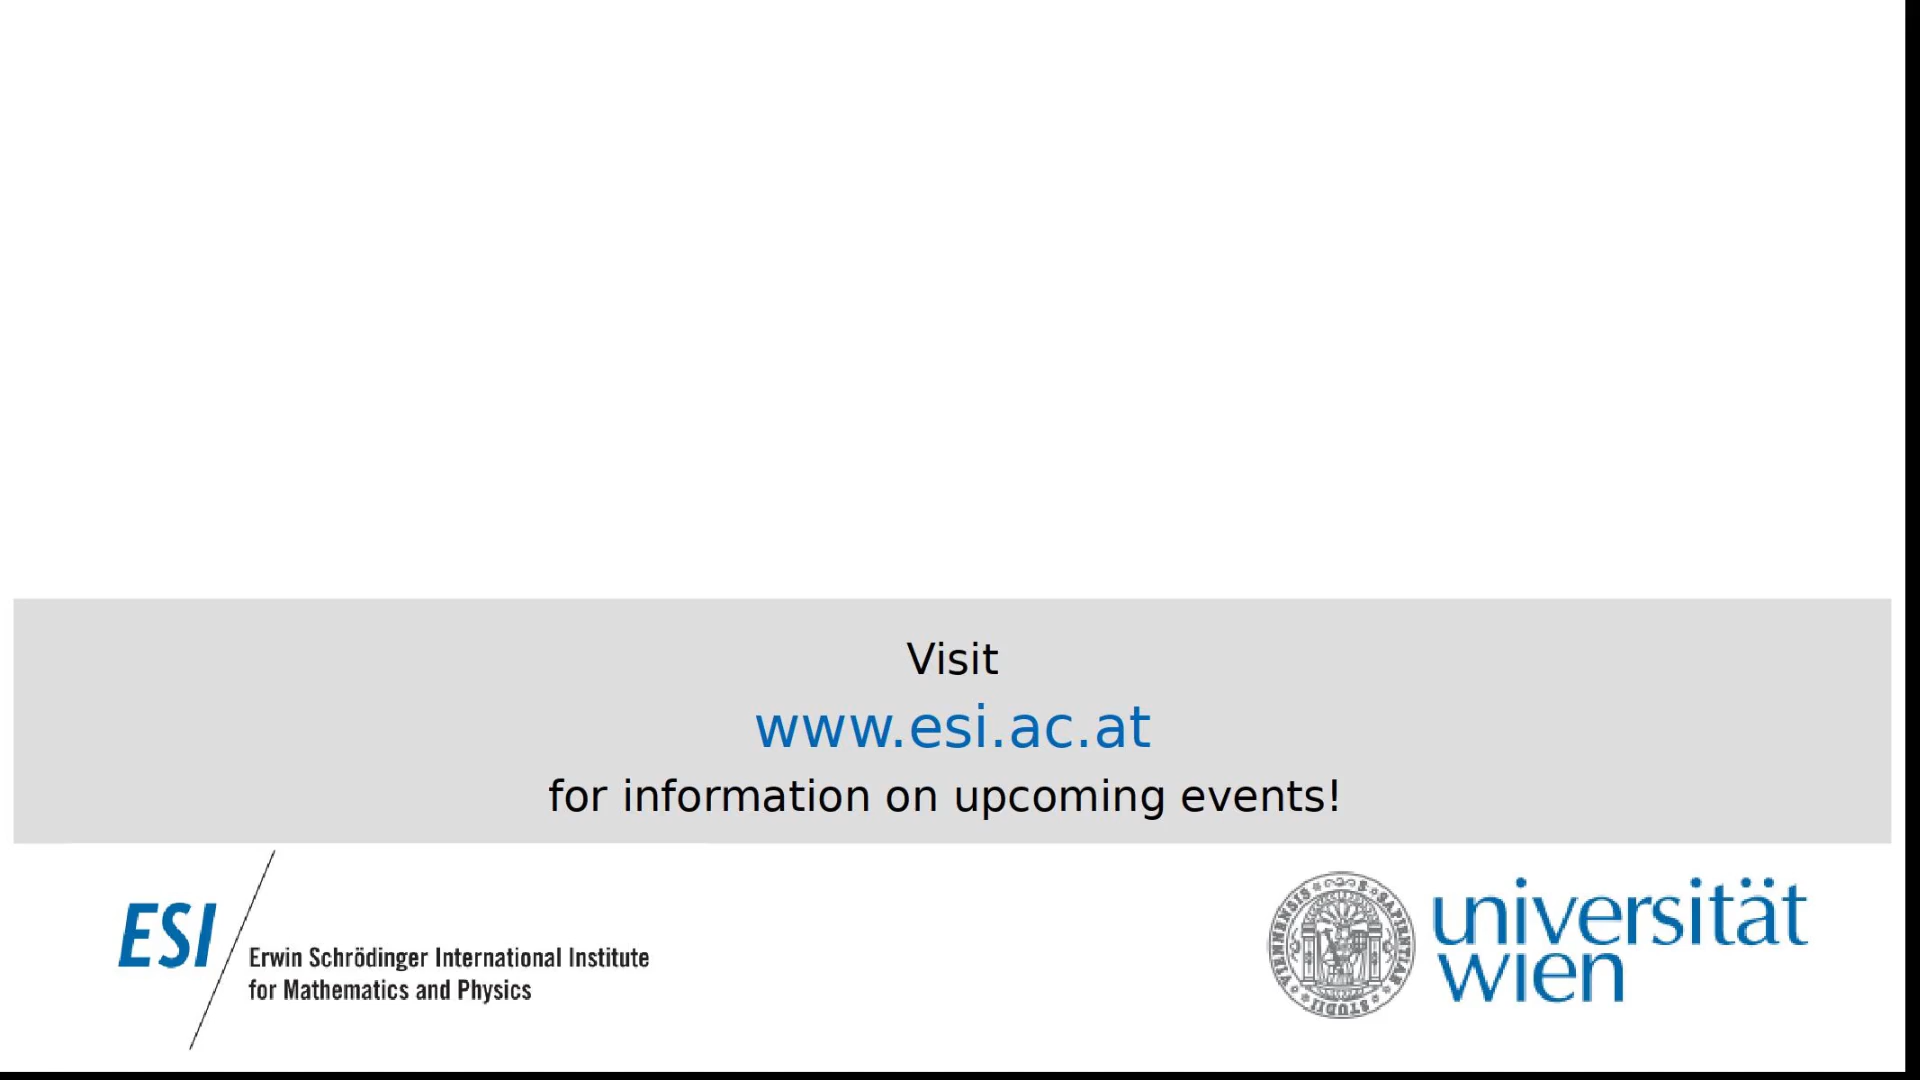 Visit
www.esi.ac.at
for information on upcoming events!
ESI
Erwin Schrödinger International Institute
for Mathematics and Physics
universität
wien